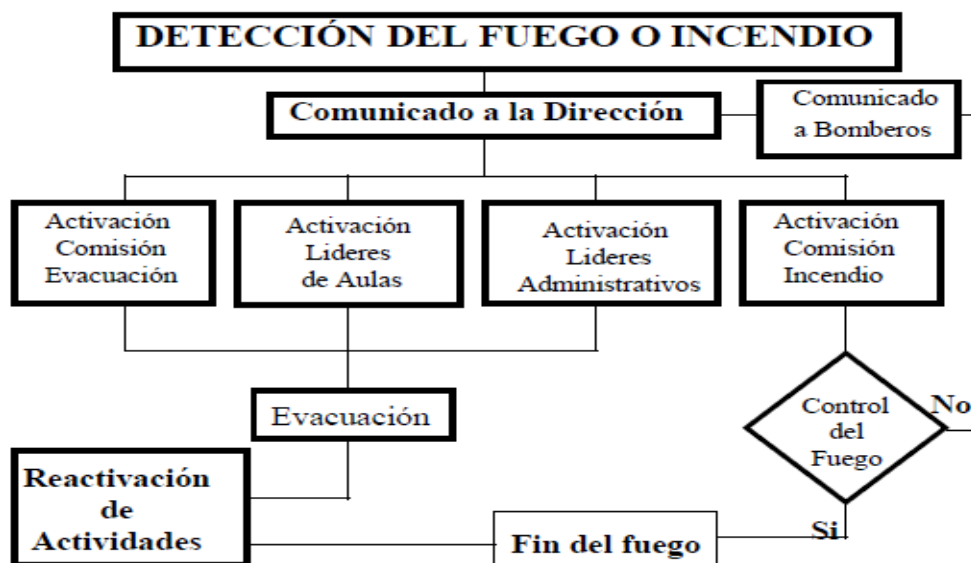 DETECCIÓN DEL FUEGO O INCENDIO
Comunicado a la Dirección
Comunicado
a Bomberos
Activación
Comisión
Evacuación
Activación
Lideres
de Aulas
Activación
Lideres
Administrativos
Activación
Comisión
Incendio
Control
del
Fuego
No
Si
Evacuación
Reactivación
de
Actividades
Fin del fuego